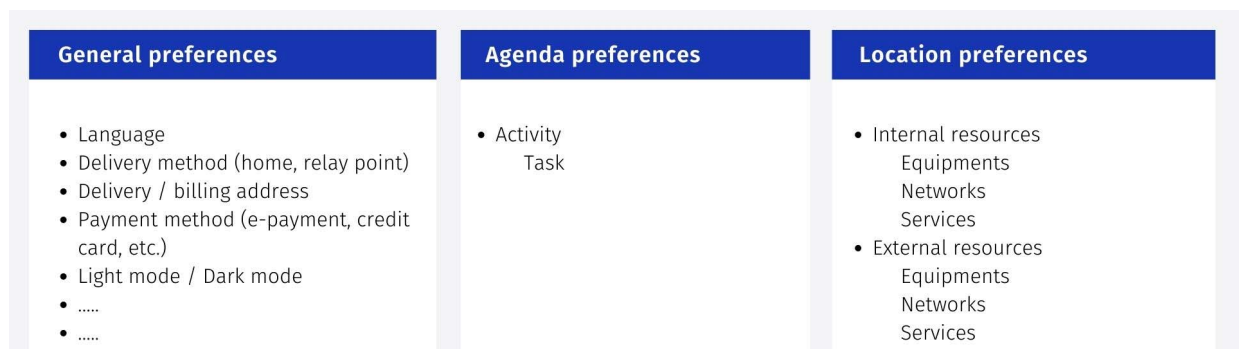 General preferences
• Language
• Delivery method (home, relay point)
• Delivery / billing address
• Payment method (e-payment, credit
card, etc.)
• Light mode / Dark mode
• .....
• .....
Agenda preferences
• Activity
Task
Location preferences
• Internal resources
Equipments
Networks
Services
• External resources
Equipments
Networks
Services